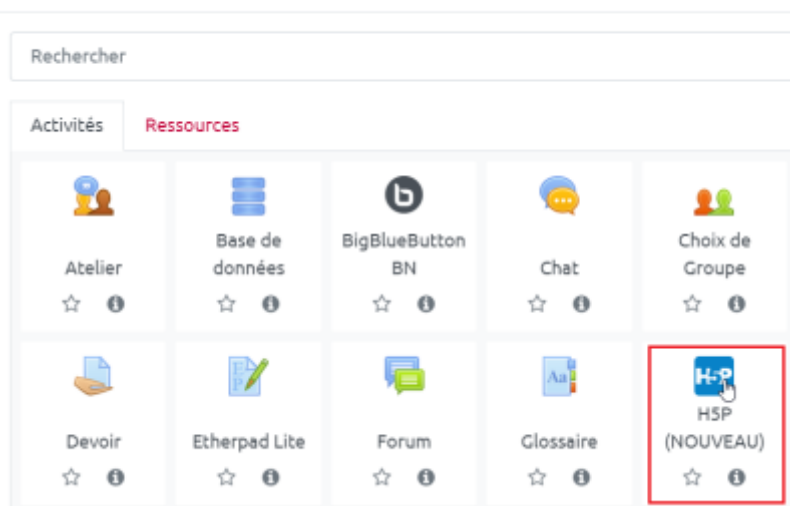 Rechercher
Activités Ressources
Atelier
Base de
données
BigBlueButton
BN
Chat
Choix de
Groupe
Devoir
Etherpad Lite
Forum
Aa
Glossaire
H5P
H5P
(NOUVEAU)